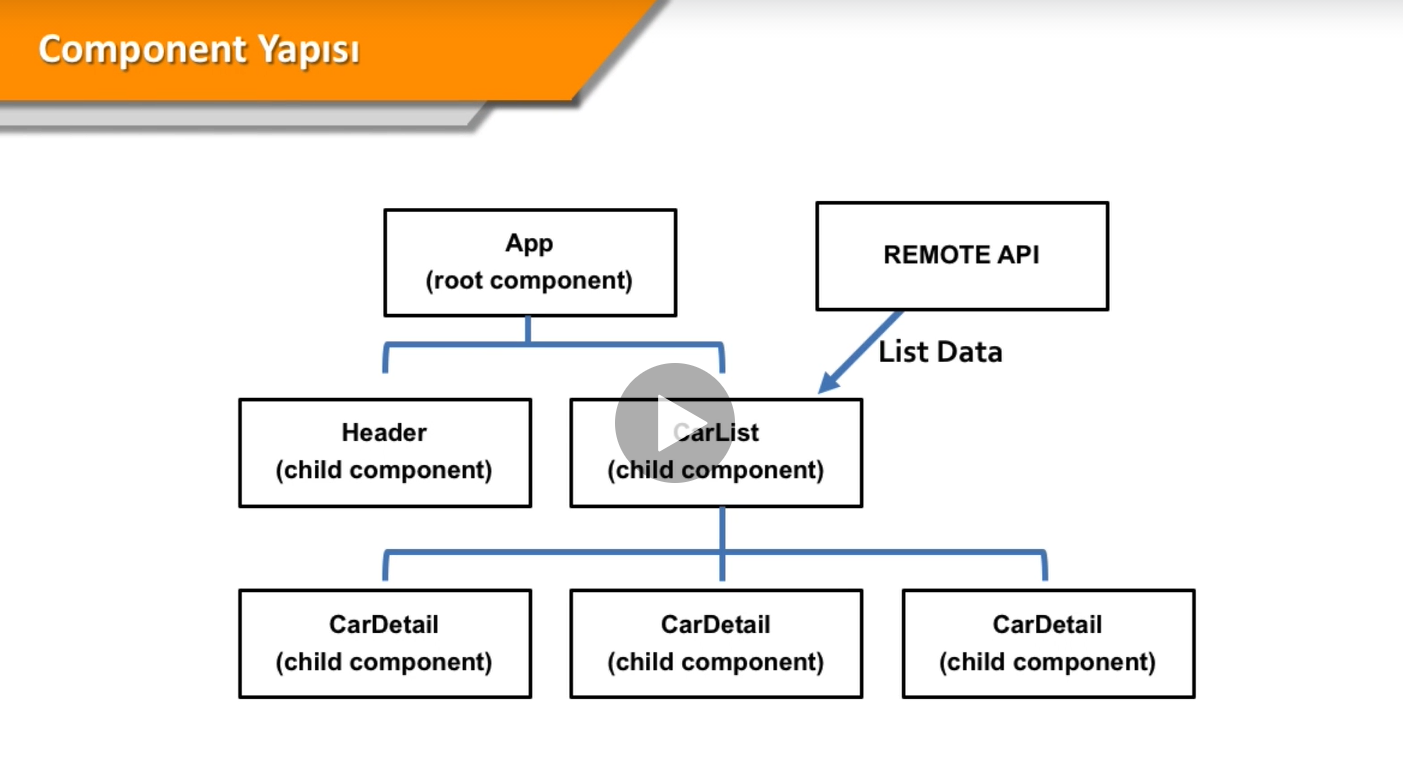 Component Yapısı
App
(root component)
REMOTE API
List Data
Header
(child component)
CarList
(child component)
CarDetail
(child component)
CarDetail
(child component)
CarDetail
(child component)